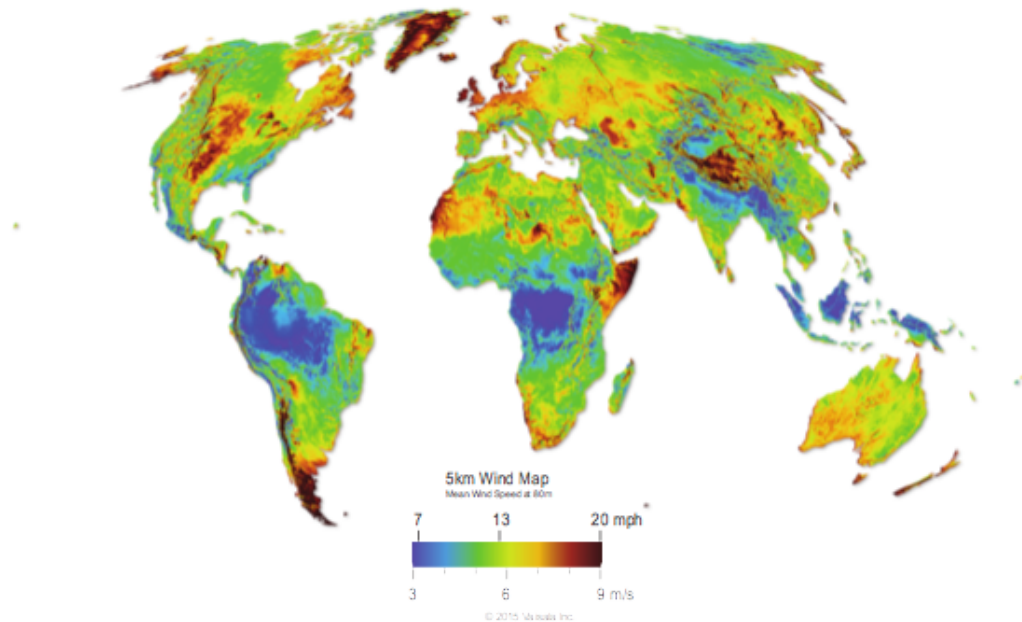 5km Wind Map
Mean Wind Speed at 80m
7 13 20 mph
3 6 9 m/s
© 2015 Vaisala Inc.